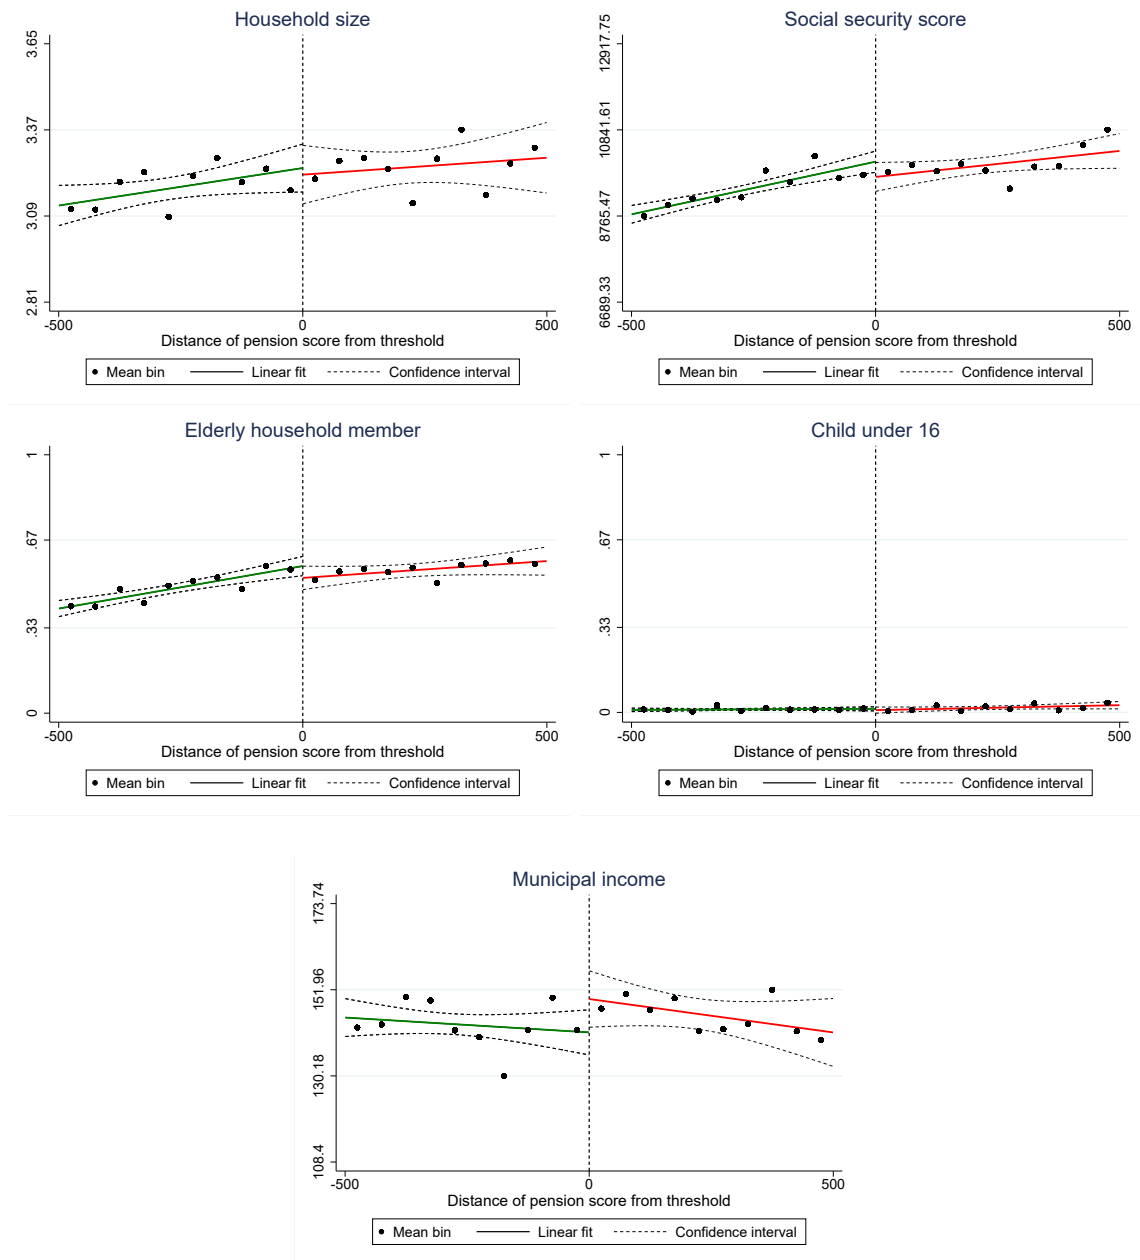 Household size
3.65
3.37
3.09
2.81
-500 0 500
Distance of pension score from threshold
Mean bin Linear fit Confidence interval
Social security score
12917.75
10841.61
8765.47
6689.33
-500 0 500
Distance of pension score from threshold
Mean bin Linear fit Confidence interval
Elderly household member
1
.67
.33
0
-500 0 500
Distance of pension score from threshold
Mean bin Linear fit Confidence interval
Child under 16
1
.67
.33
0
-500 0 500
Distance of pension score from threshold
Mean bin Linear fit Confidence interval
Municipal income
173.74
151.96
130.18
108.4
-500 0 500
Distance of pension score from threshold
Mean bin Linear fit Confidence interval